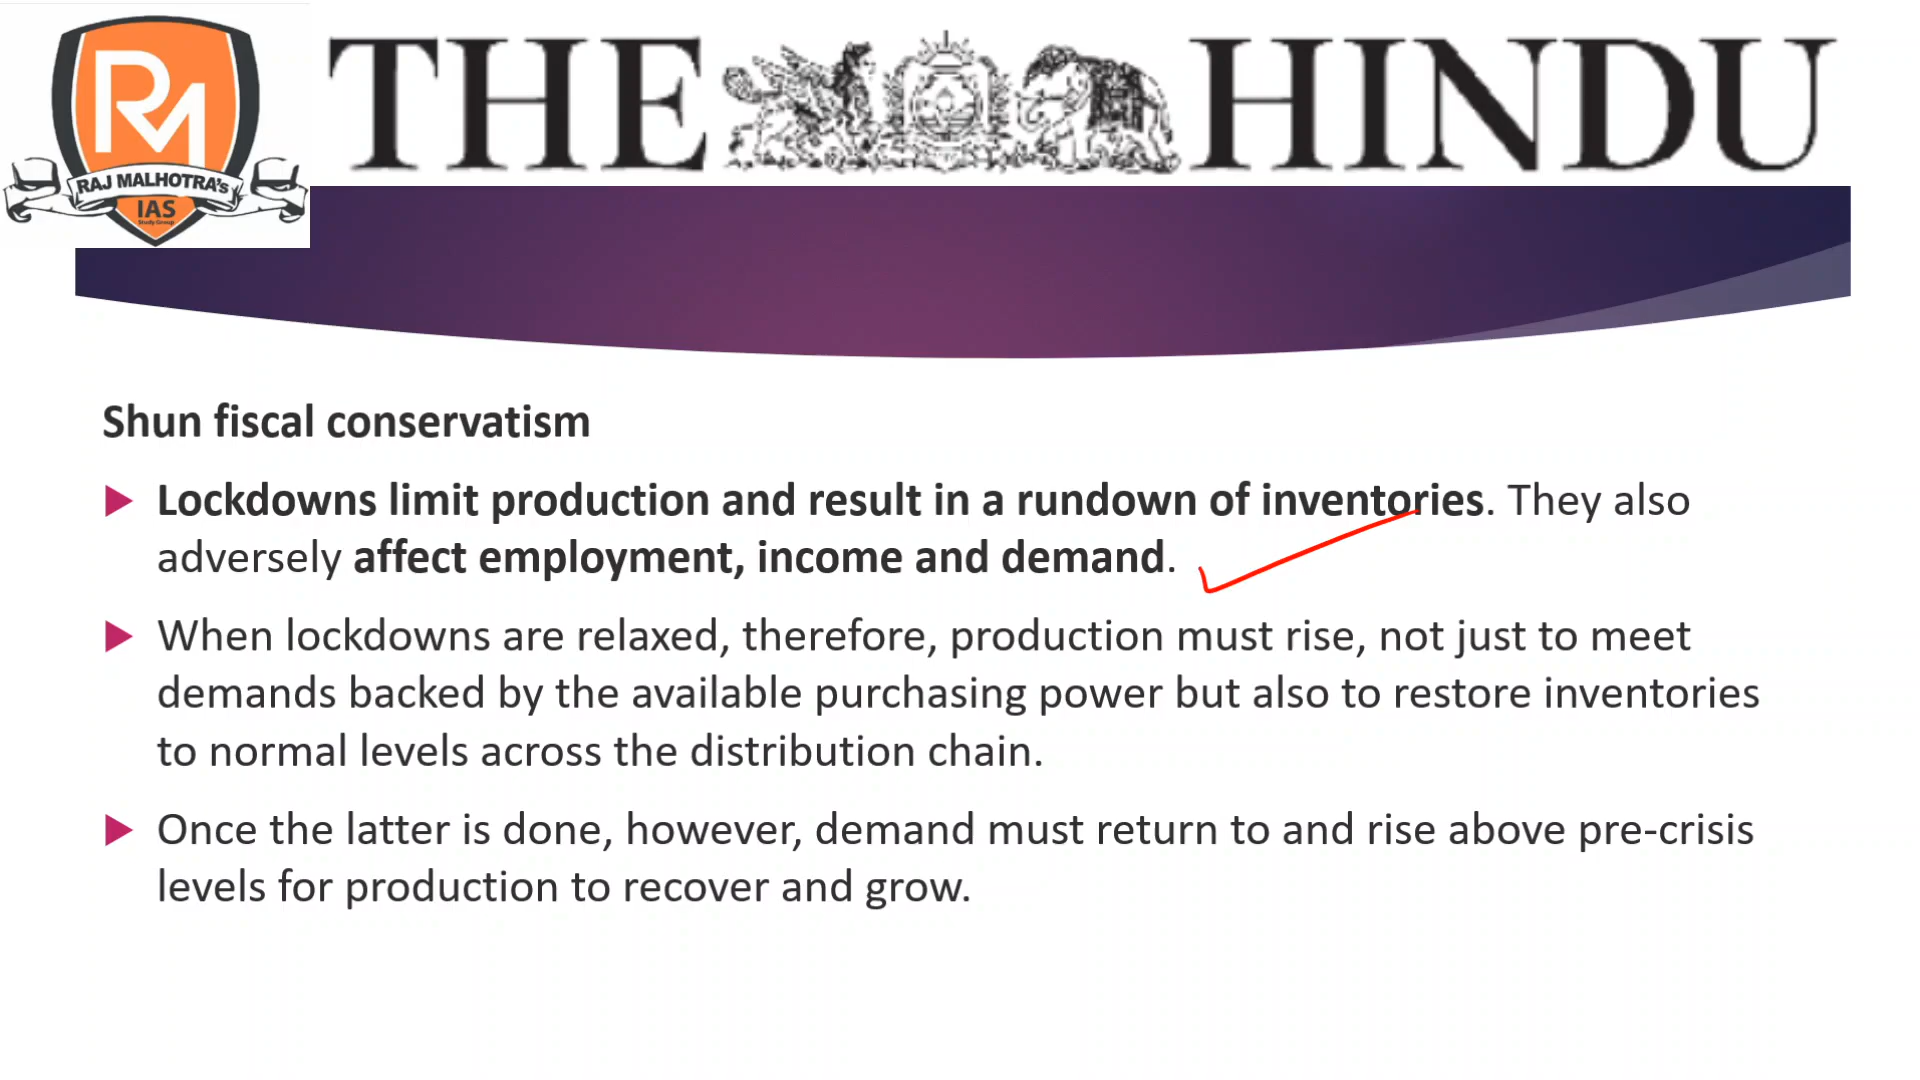 RM
RAJ MALHOTRA's
IAS
Study Group
THE HINDU
Shun fiscal conservatism
Lockdowns limit production and result in a rundown of inventories. They also
adversely affect employment, income and demand.
When lockdowns are relaxed, therefore, production must rise, not just to meet
demands backed by the available purchasing power but also to restore inventories
to normal levels across the distribution chain.
Once the latter is done, however, demand must return to and rise above pre-crisis
levels for production to recover and grow.